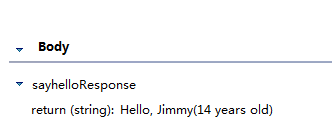 Body
sayhelloResponse
return (string): Hello, Jimmy(14 years old)